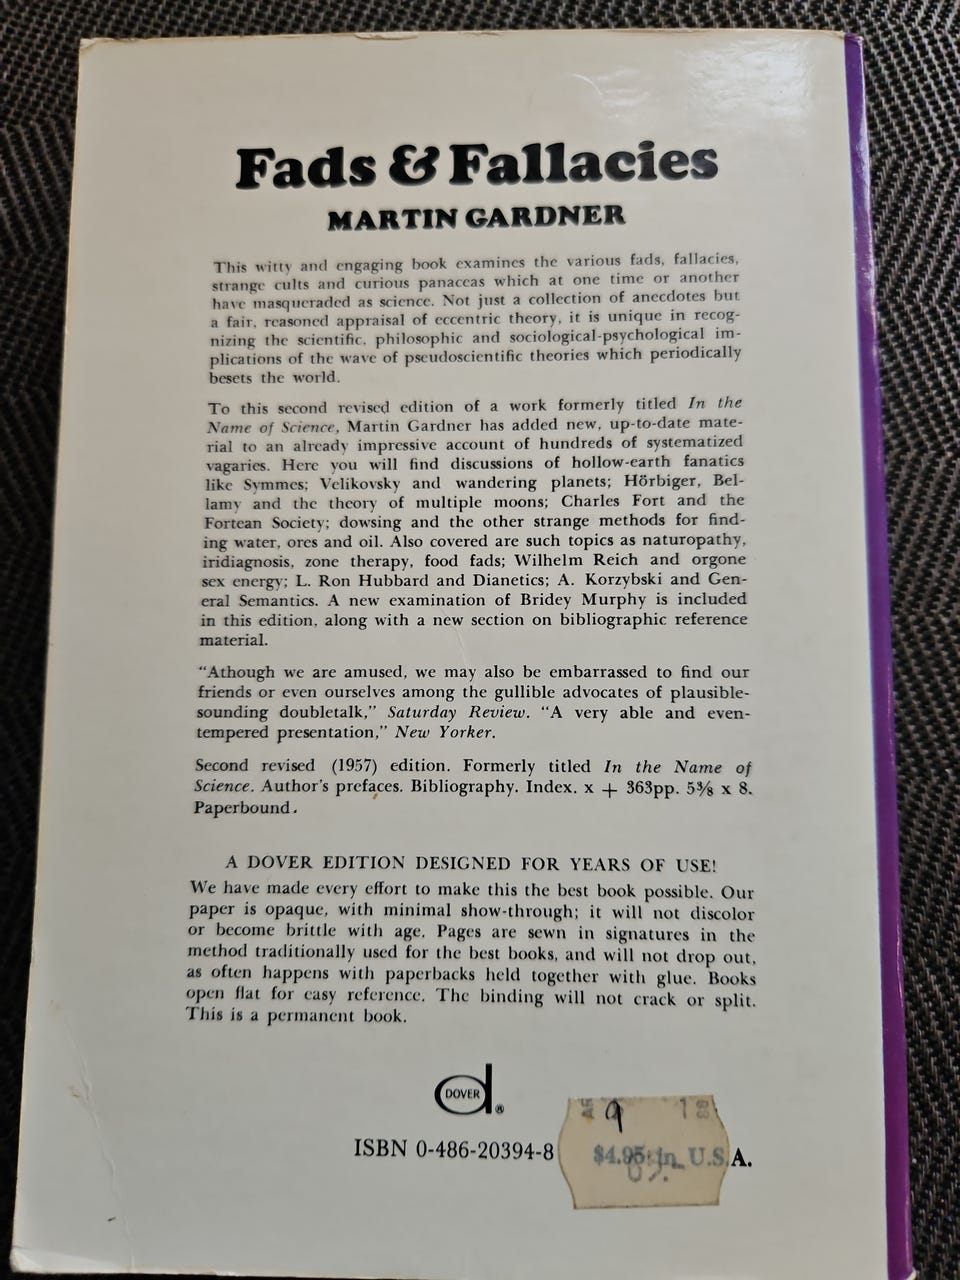 Fads & Fallacies
MARTIN GARDNER
This witty and engaging book examines the various fads, fallacies,
strange cults and curious panaceas which at one time or another
have masqueraded as science. Not just a collection of anecdotes but
a fair, reasoned appraisal of eccentric theory, it is unique in recog-
nizing the scientific, philosophic and sociological-psychological im-
plications of the wave of pseudoscientific theories which periodically
besets the world.
To this second revised edition of a work formerly titled In the
Name of Science, Martin Gardner has added new, up-to-date mate-
rial to an already impressive account of hundreds of systematized
vagaries. Here you will find discussions of hollow-earth fanatics
like Symmes; Velikovsky and wandering planets; Hörbiger, Bel-
lamy and the theory of multiple moons; Charles Fort and the
Fortean Society; dowsing and the other strange methods for find-
ing water, ores and oil. Also covered are such topics as naturopathy,
iridiagnosis, zone therapy, food fads; Wilhelm Reich and orgone
sex energy; L. Ron Hubbard and Dianetics; A. Korzybski and Gen-
eral Semantics. A new examination of Bridey Murphy is included
in this edition, along with a new section on bibliographic reference
material.
"Athough we are amused, we may also be embarrassed to find our
friends or even ourselves among the gullible advocates of plausible-
sounding doubletalk," Saturday Review. "A very able and even-
tempered presentation," New Yorker.
Second revised (1957) edition. Formerly titled In the Name of
Science. Author's prefaces. Bibliography. Index. x + 363pp. 5⅜ x 8.
Paperbound.
A DOVER EDITION DESIGNED FOR YEARS OF USE!
We have made every effort to make this the best book possible. Our
paper is opaque, with minimal show-through; it will not discolor
or become brittle with age. Pages are sewn in signatures in the
method traditionally used for the best books, and will not drop out,
as often happens with paperbacks held together with glue. Books
open flat for easy reference. The binding will not crack or split.
This is a permanent book.
DOVER ®
ISBN 0-486-20394-8
$4.95 in U.S.A.